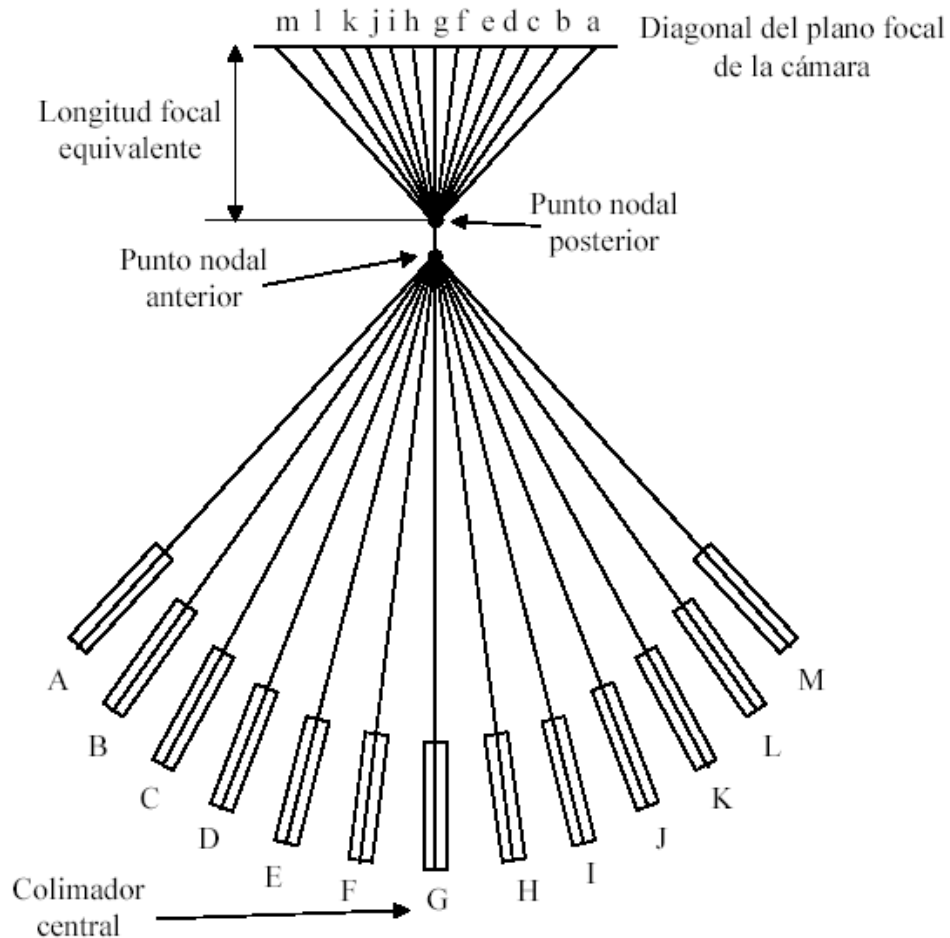 m l k j i h g f e d c b a
Diagonal del plano focal
de la cámara
Longitud focal
equivalente
Punto nodal
posterior
Punto nodal
anterior
A
B
C
D
E
F
G
H
I
J
K
L
M
Colimador
central